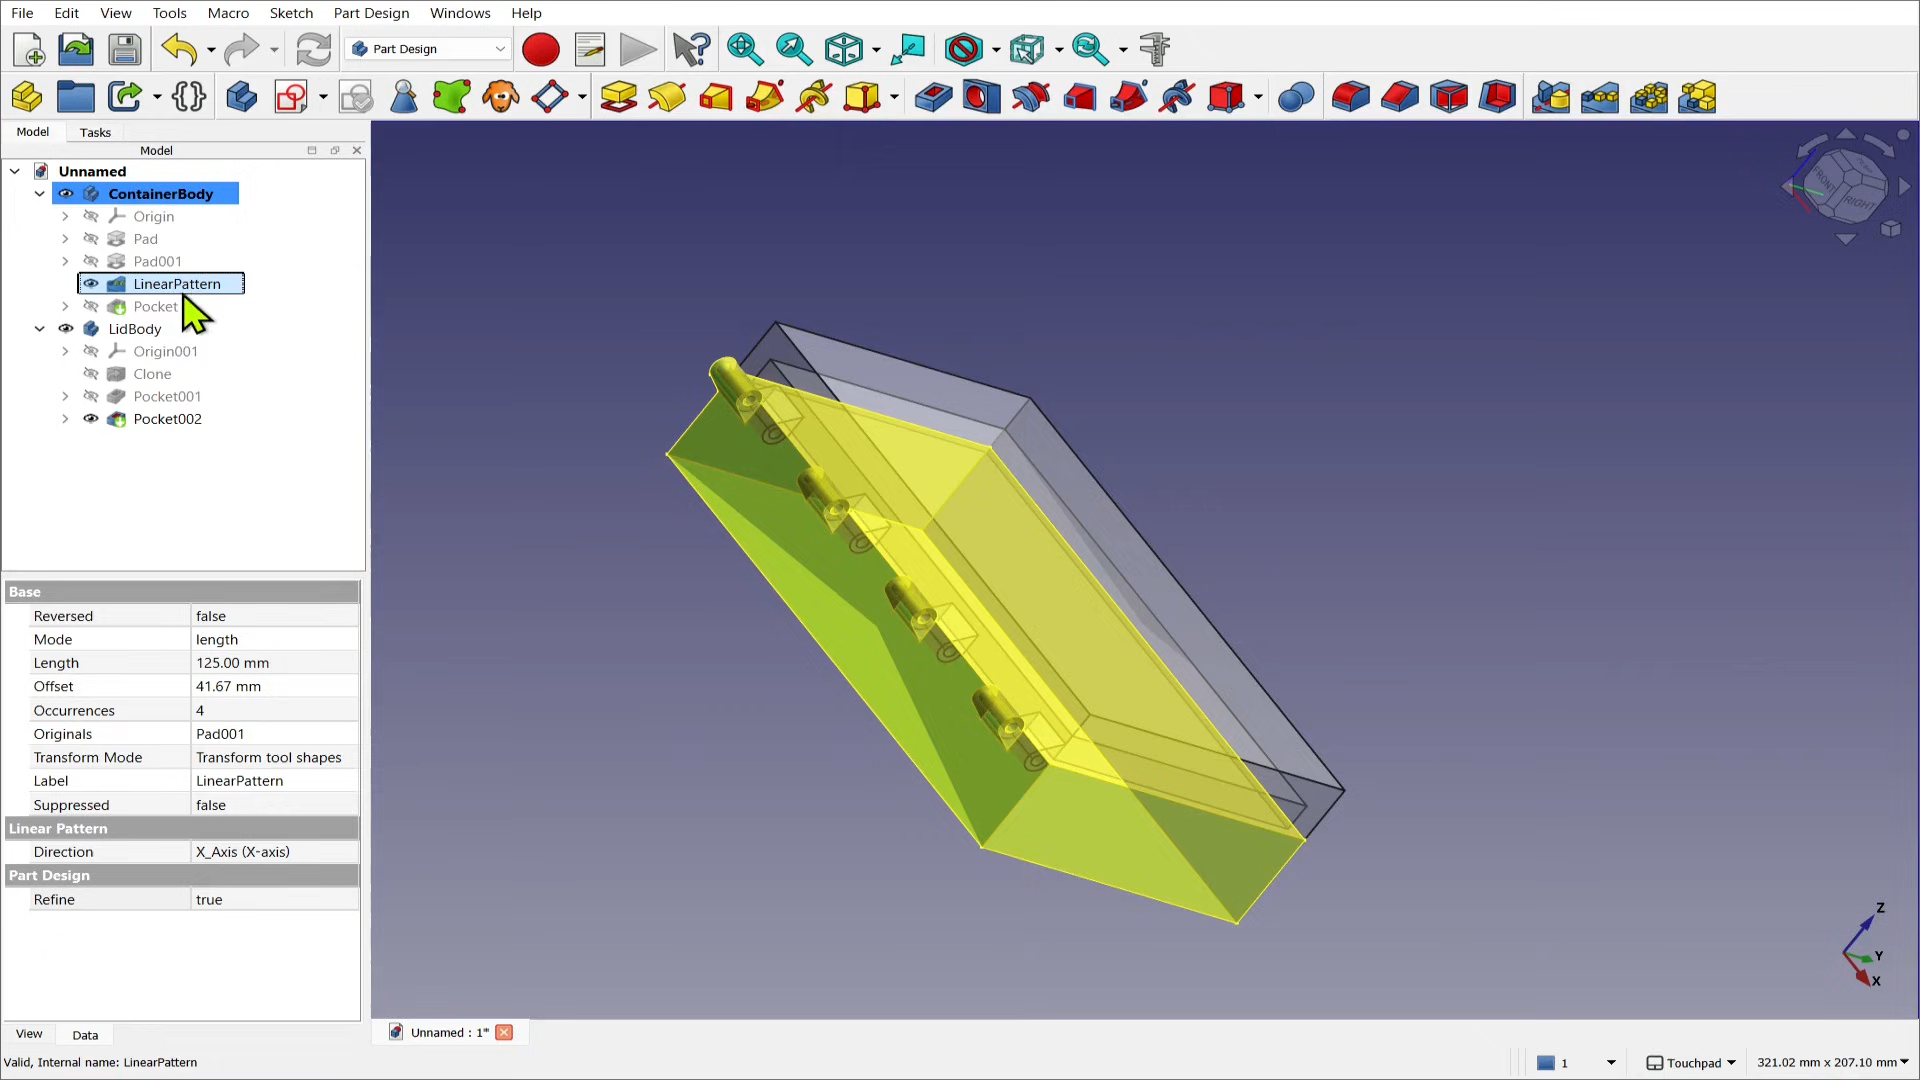 File Edit View Tools Macro Sketch Part Design Windows Help
Part Design
Model Tasks
Model
Unnamed
ContainerBody
Origin
Pad
Pad001
LinearPattern
Pocket
LidBody
Origin001
Clone
Pocket001
Pocket002
FRONT
RIGHT
Base
Reversed false
Mode length
Length 125.00 mm
Offset 41.67 mm
Occurrences 4
Originals Pad001
Transform Mode Transform tool shapes
Label LinearPattern
Suppressed false
Linear Pattern
Direction X_Axis (X-axis)
Part Design
Refine true
Z
Y
X
View Data
Unnamed : 1*
Valid, Internal name: LinearPattern
1 Touchpad 321.02 mm x 207.10 mm